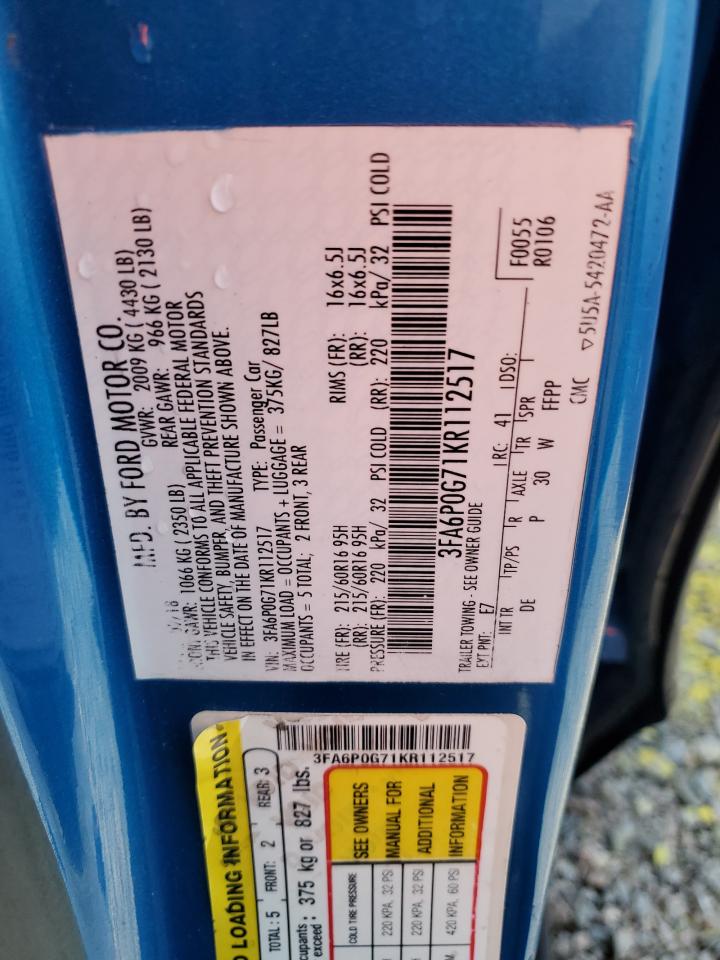 MFD. BY FORD MOTOR CO.
GVWR: 2009 KG ( 4430 LB)
GAWR: 1066 KG ( 2350 LB)
REAR GAWR: 966 KG ( 2130 LB)
THIS VEHICLE CONFORMS TO ALL APPLICABLE FEDERAL MOTOR
VEHICLE SAFETY, BUMPER, AND THEFT PREVENTION STANDARDS
IN EFFECT ON THE DATE OF MANUFACTURE SHOWN ABOVE.
VIN: 3FA6P0G71KR112517 TYPE: Passenger Car
MAXIMUM LOAD = OCCUPANTS + LUGGAGE = 375KG/ 827LB
OCCUPANTS = 5 TOTAL; 2 FRONT, 3 REAR
TIRE (FR): 215/60R16 95H RIMS (FR): 16x6.5J
(RR): 215/60R16 95H (RR): 16x6.5J
PRESSURE (FR): 220 kPa/ 32 PSI COLD (RR): 220 kPa/ 32 PSI COLD
3FA6P0G71KR112517
TRAILER TOWING - SEE OWNER GUIDE
EXT PNT: E7 RC: 41 DSO: F0055
R0106
INT TR TP/PS R AXLE TR SPR
DE P 30 W FFPP
CMC ▽5U5A-5420472-AA
3FA6P0G71KR112517
LOADING INFORMATION
TOTAL : 5 FRONT: 2 REAR: 3
exceed : 375 kg or 827 lbs.
COLD TIRE PRESSURE
220 KPA, 32 PSI
220 KPA, 32 PSI
420 KPA, 60 PSI
SEE OWNERS
MANUAL FOR
ADDITIONAL
INFORMATION